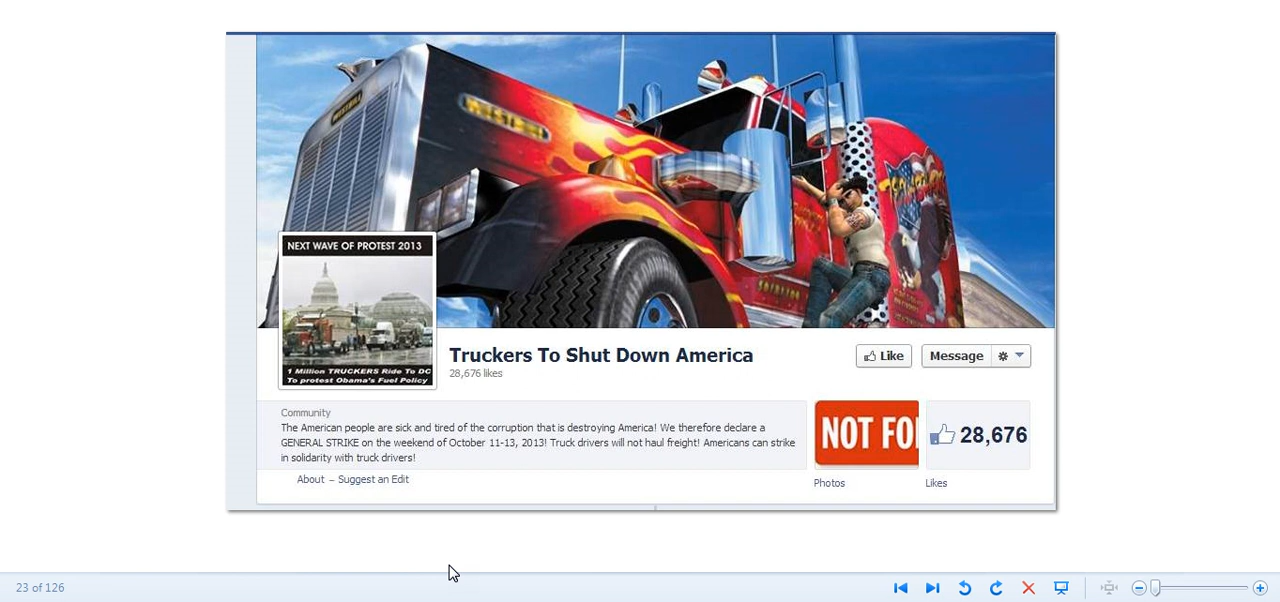 WESTHILL
WESTERN
NEXT WAVE OF PROTEST 2013
1 Million TRUCKERS Ride To DC
To protest Obama's Fuel Policy
Truckers To Shut Down America
28,676 likes
Like
Message
Community
The American people are sick and tired of the corruption that is destroying America! We therefore declare a
GENERAL STRIKE on the weekend of October 11-13, 2013! Truck drivers will not haul freight! Americans can strike
in solidarity with truck drivers!
About – Suggest an Edit
NOT FO
28,676
Photos
Likes
23 of 126